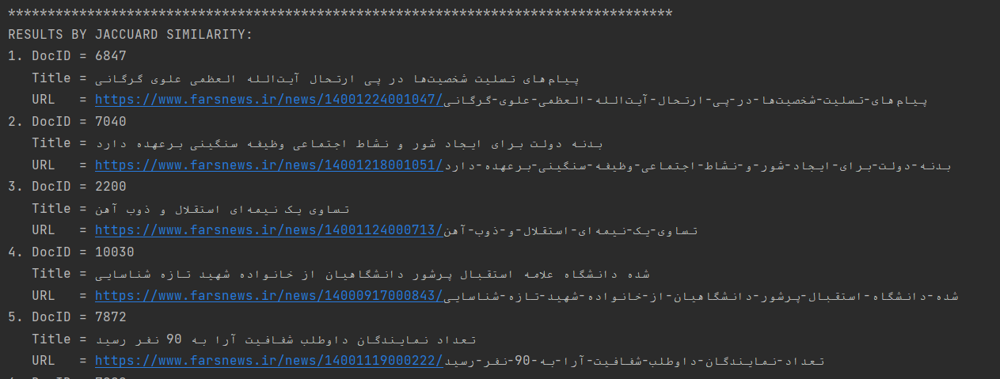 ************************************************************************************
RESULTS BY JACCUARD SIMILARITY:
1. DocID = 6847
Title = پیام‌های تسلیت شخصیت‌ها در پی ارتحال آیت‌الله العظمی علوی گرگانی
URL = https://www.farsnews.ir/news/14001224001047/پیام‌های-تسلیت-شخصیت‌ها-در-پی-ارتحال-آیت‌الله-العظمی-علوی-گرگانی
2. DocID = 7040
Title = بدنه دولت برای ایجاد شور و نشاط اجتماعی وظیفه سنگینی برعهده دارد
URL = https://www.farsnews.ir/news/14001218001051/بدنه-دولت-برای-ایجاد-شور-و-نشاط-اجتماعی-وظیفه-سنگینی-برعهده-دارد
3. DocID = 2200
Title = تساوی یک نیمه‌ای استقلال و ذوب آهن
URL = https://www.farsnews.ir/news/14001124000713/تساوی-یک-نیمه‌ای-استقلال-و-ذوب-آهن
4. DocID = 10030
Title = شده دانشگاه علامه استقبال پرشور دانشگاهیان از خانواده شهید تازه شناسایی
URL = https://www.farsnews.ir/news/14000917000843/شده-دانشگاه-استقبال-پرشور-دانشگاهیان-از-خانواده-شهید-تازه-شناسایی
5. DocID = 7872
Title = تعداد نمایندگان داوطلب شفافیت آرا به 90 نفر رسید
URL = https://www.farsnews.ir/news/14001119000222/تعداد-نمایندگان-داوطلب-شفافیت-آرا-به-90-نفر-رسید